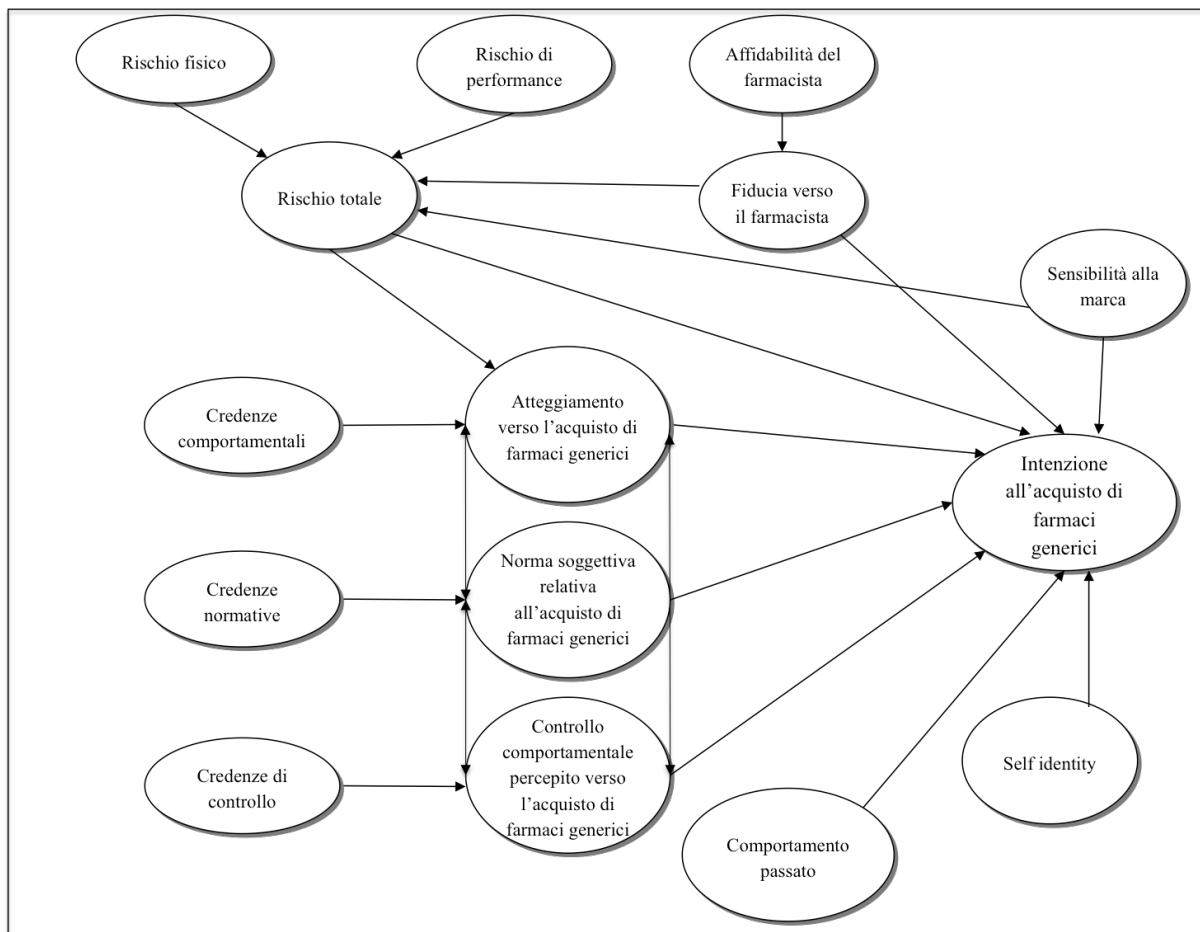 Rischio fisico
Rischio di
performance
Affidabilità del
farmacista
Rischio totale
Fiducia verso
il farmacista
Sensibilità alla
marca
Credenze
comportamentali
Atteggiamento
verso l'acquisto di
farmaci generici
Intenzione
all'acquisto di
farmaci
generici
Credenze
normative
Norma soggettiva
relativa
all'acquisto di
farmaci generici
Credenze di
controllo
Controllo
comportamentale
percepito verso
l'acquisto di
farmaci generici
Self identity
Comportamento
passato